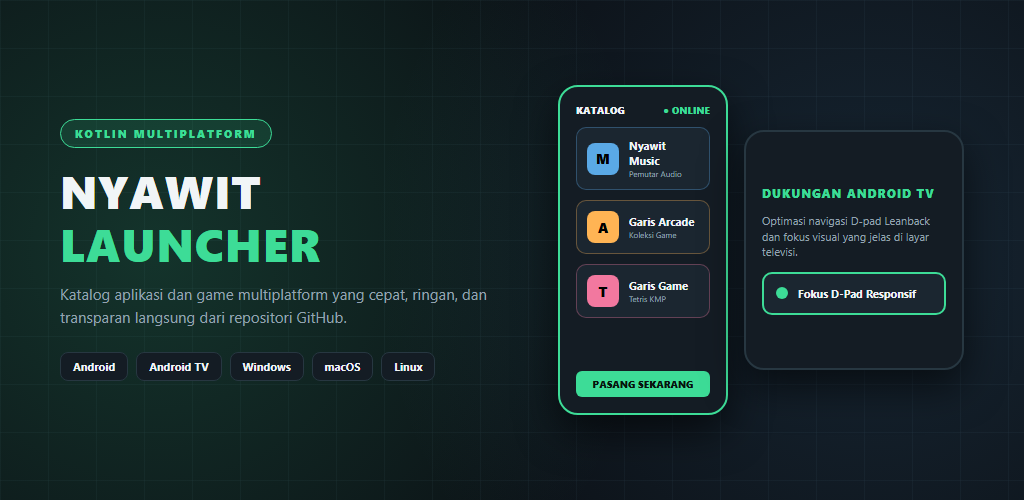 KOTLIN MULTIPLATFORM
NYAWIT
LAUNCHER
Katalog aplikasi dan game multiplatform yang cepat, ringan, dan
transparan langsung dari repositori GitHub.
Android
Android TV
Windows
macOS
Linux
KATALOG
● ONLINE
M
Nyawit
Music
Pemutar Audio
A
Garis Arcade
Koleksi Game
T
Garis Game
Tetris KMP
PASANG SEKARANG
DUKUNGAN ANDROID TV
Optimasi navigasi D-pad Leanback
dan fokus visual yang jelas di layar
televisi.
Fokus D-Pad Responsif